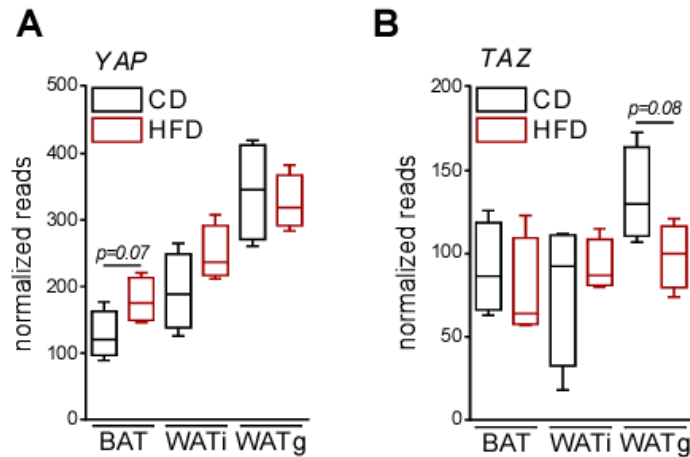 A
YAP
CD
HFD
normalized reads
500
400
300
200
100
0
p=0.07
BAT
WATi
WATg
B
TAZ
CD
HFD
normalized reads
200
150
100
50
0
p=0.08
BAT
WATi
WATg